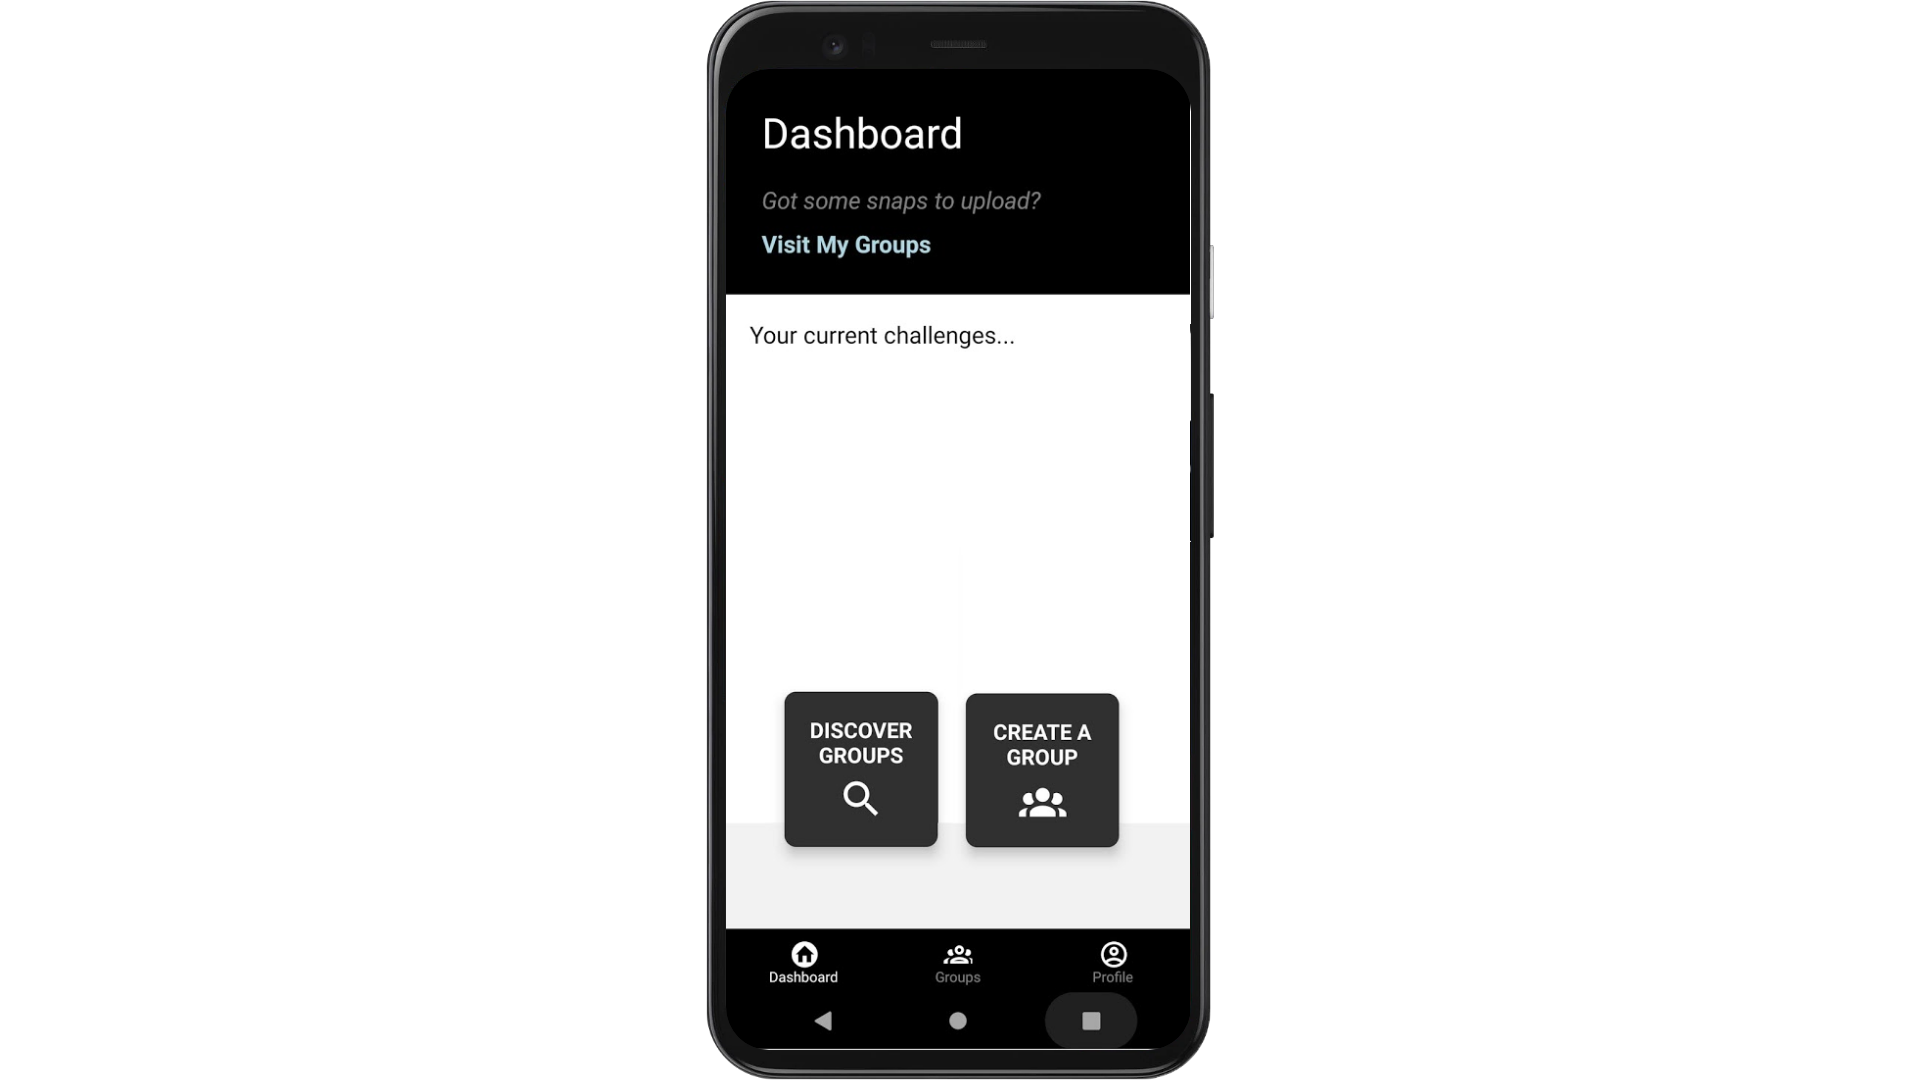 Dashboard
Got some snaps to upload?
Visit My Groups
Your current challenges...
DISCOVER
GROUPS
CREATE A
GROUP
Dashboard
Groups
Profile